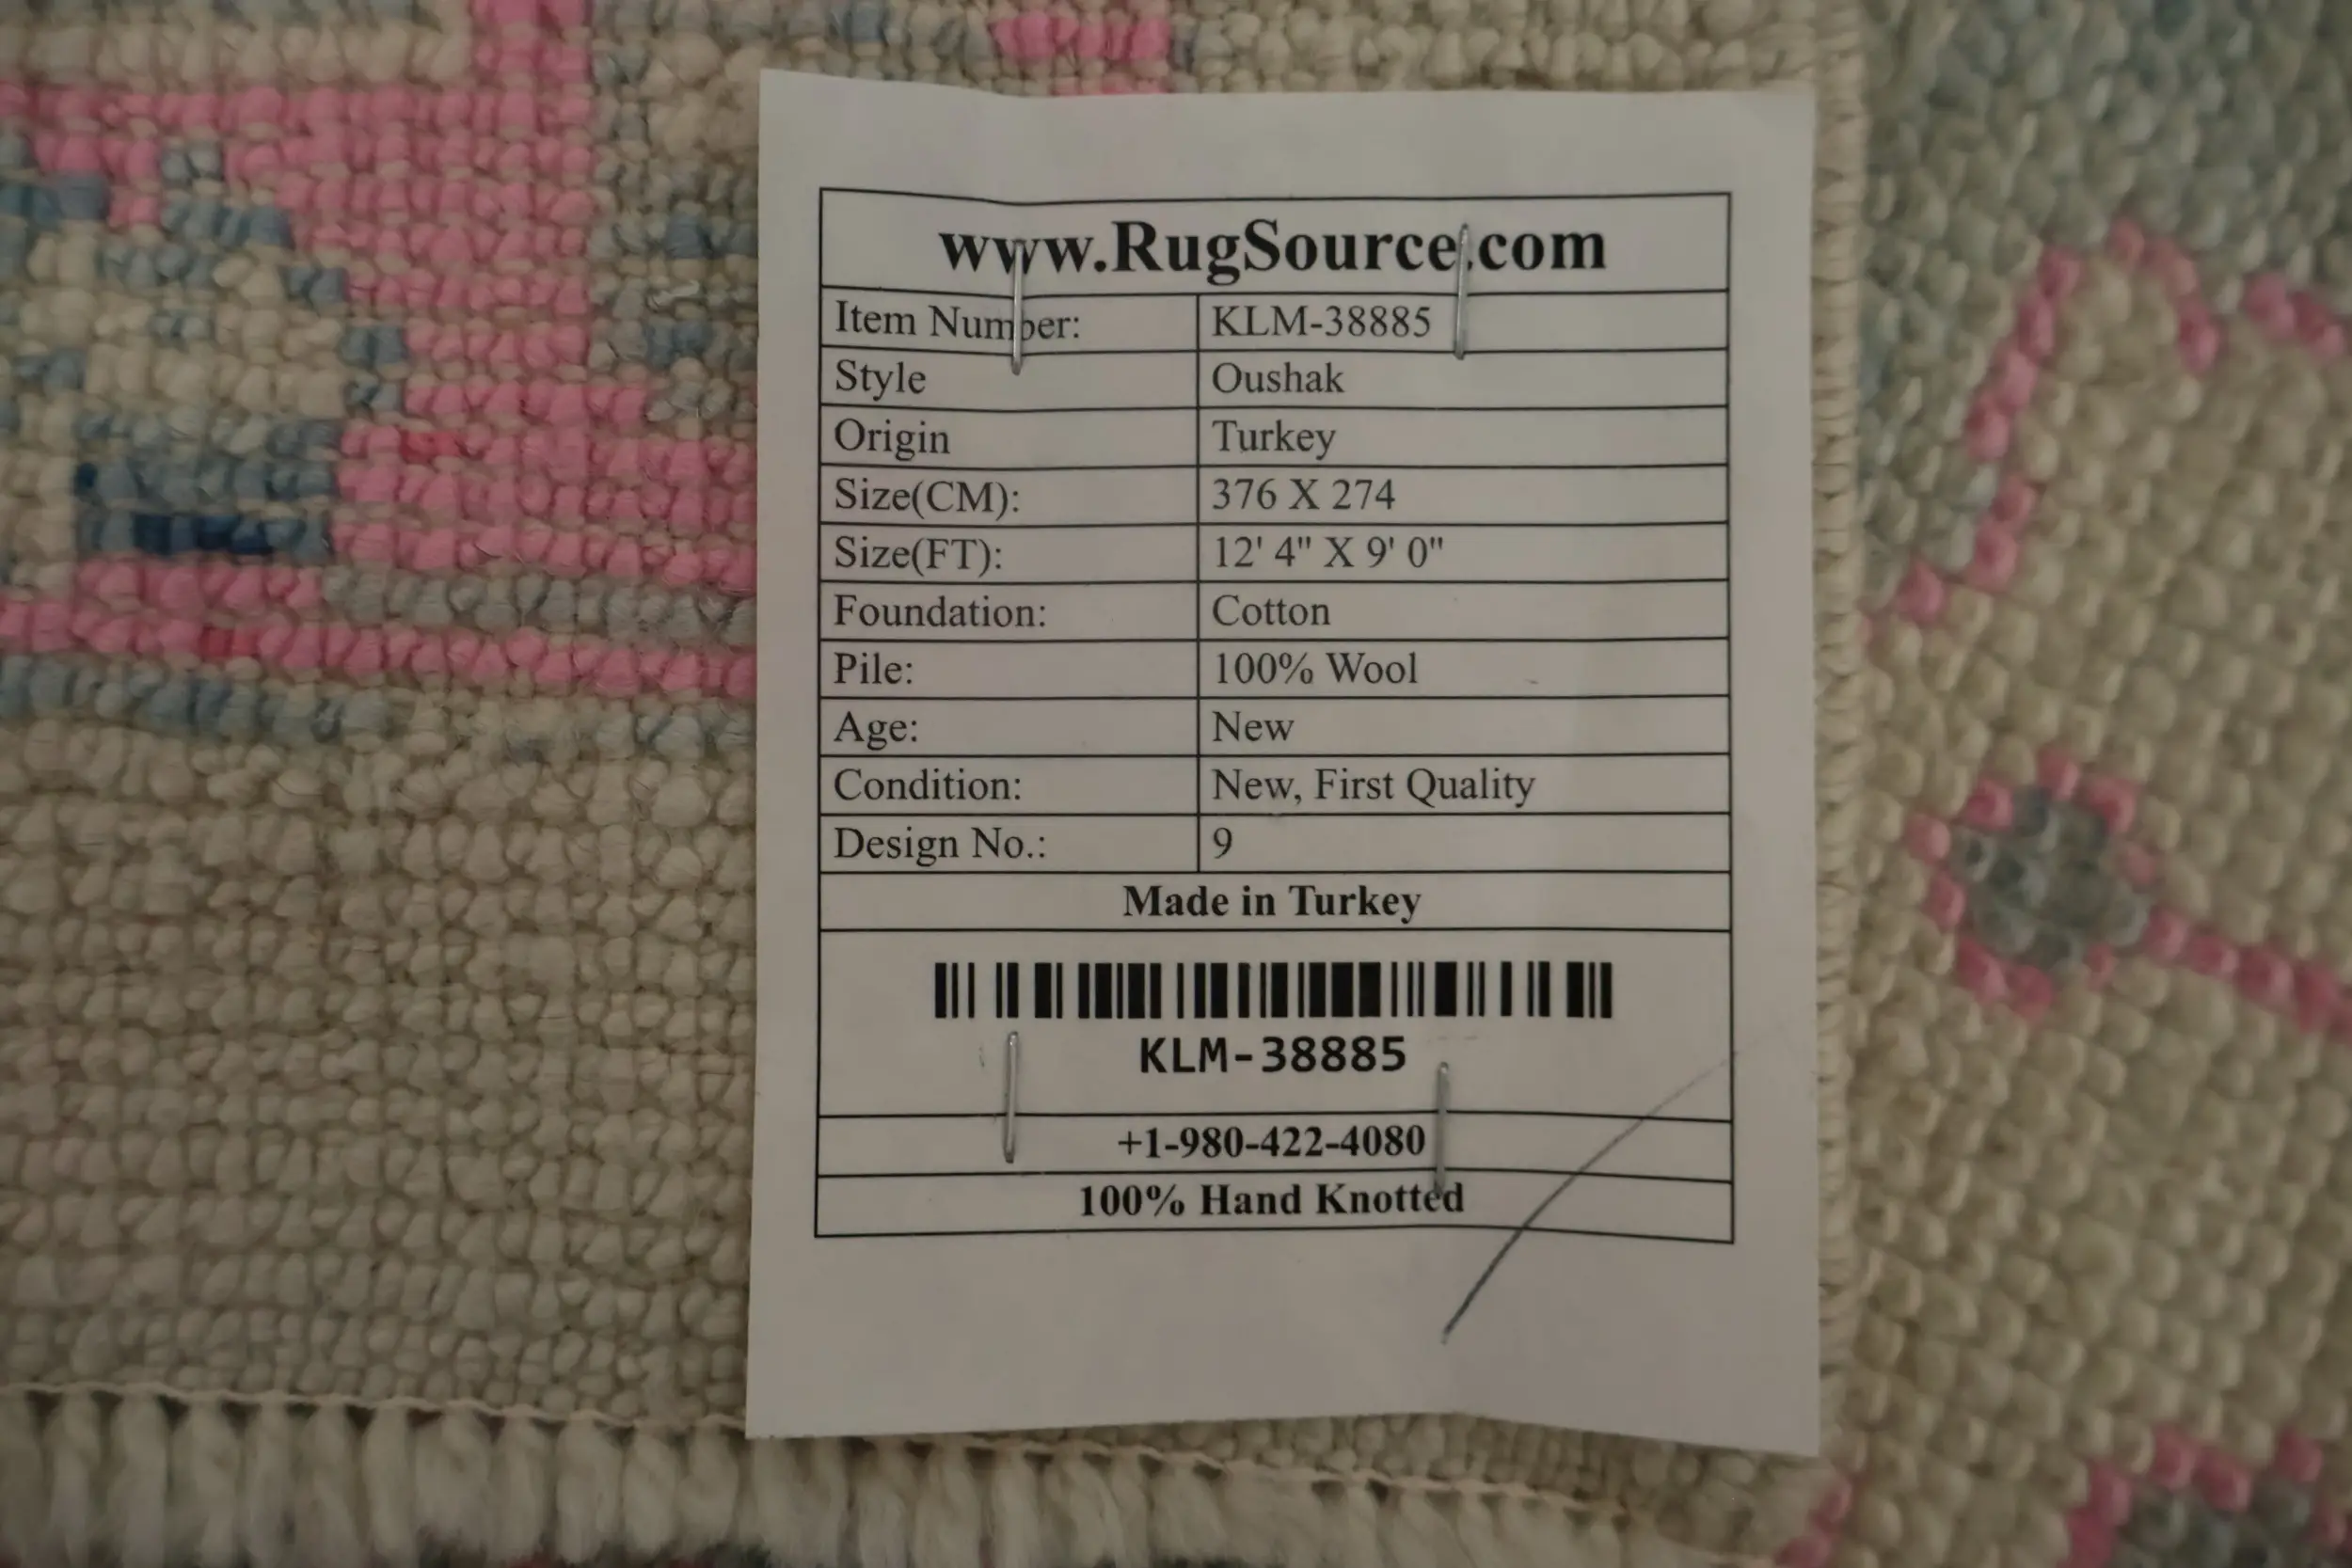 www.RugSource.com
Item Number: KLM-38885
Style Oushak
Origin Turkey
Size(CM): 376 X 274
Size(FT): 12' 4" X 9' 0"
Foundation: Cotton
Pile: 100% Wool
Age: New
Condition: New, First Quality
Design No.: 9
Made in Turkey
KLM-38885
+1-980-422-4080
100% Hand Knotted